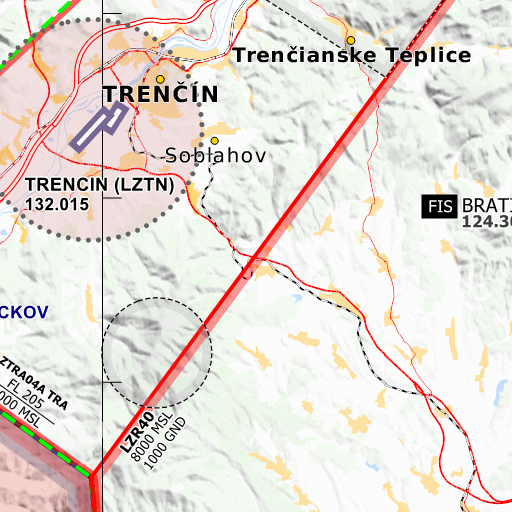 Trenčianske Teplice
TRENČÍN
Soblahov
TRENCIN (LZTN)
132.015
FIS BRATI
124.30
CKOV
ZTRA04A TRA
FL 205
000 MSL
LZR40
8000 MSL
1000 GND